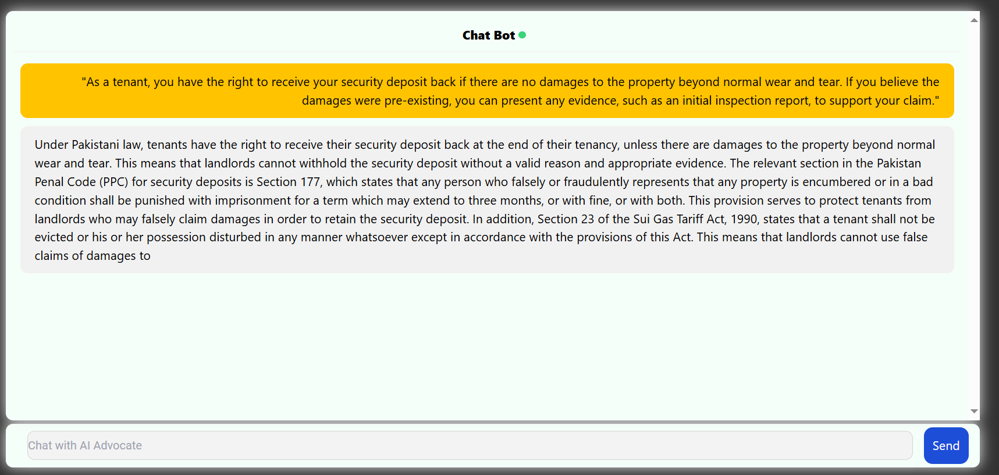 Chat Bot
"As a tenant, you have the right to receive your security deposit back if there are no damages to the property beyond normal wear and tear. If you believe the
damages were pre-existing, you can present any evidence, such as an initial inspection report, to support your claim."
Under Pakistani law, tenants have the right to receive their security deposit back at the end of their tenancy, unless there are damages to the property beyond normal
wear and tear. This means that landlords cannot withhold the security deposit without a valid reason and appropriate evidence. The relevant section in the Pakistan
Penal Code (PPC) for security deposits is Section 177, which states that any person who falsely or fraudulently represents that any property is encumbered or in a bad
condition shall be punished with imprisonment for a term which may extend to three months, or with fine, or with both. This provision serves to protect tenants from
landlords who may falsely claim damages in order to retain the security deposit. In addition, Section 23 of the Sui Gas Tariff Act, 1990, states that a tenant shall not be
evicted or his or her possession disturbed in any manner whatsoever except in accordance with the provisions of this Act. This means that landlords cannot use false
claims of damages to
Chat with AI Advocate
Send